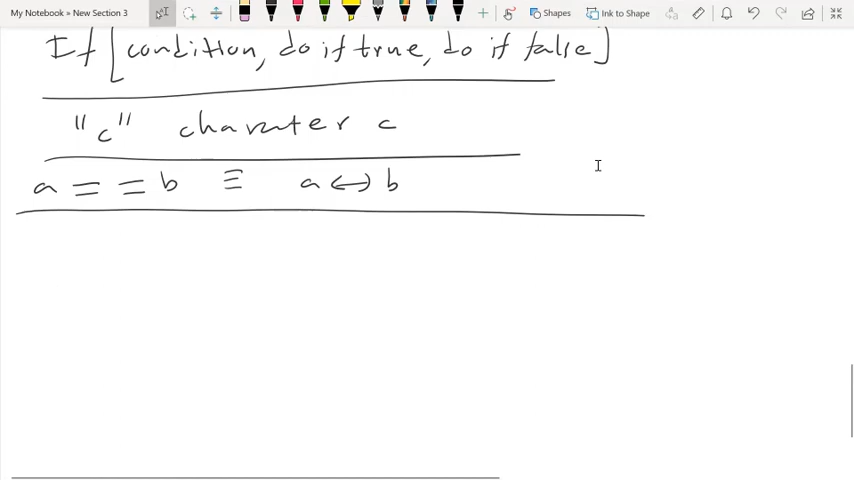 My Notebook » New Section 3 Shapes Ink to Shape
If [condition, do if true, do if false]
"c" charater c
a == b ≡ a ↔ b